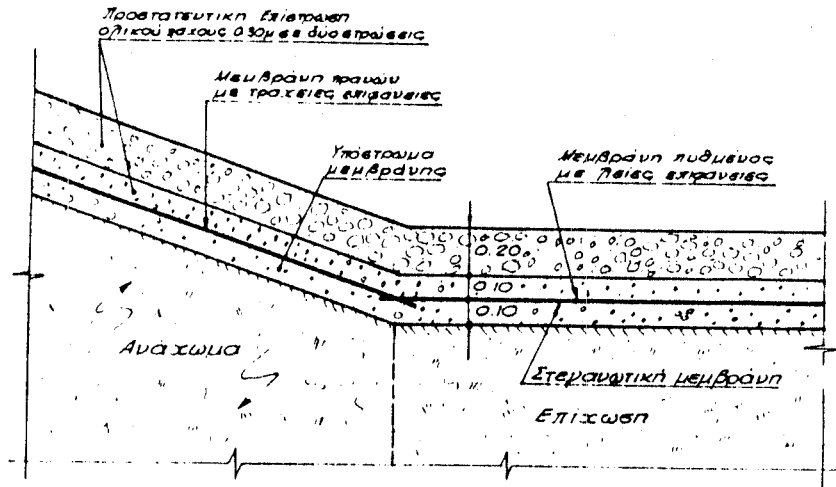 Προστατευτική Επίστρωση
ολικού πάχους 0.30μ σε δύο στρώσεις
Μεμβράνη πρανών
με τραχείες επιφάνειες
Υπόστρωμα
μεμβράνης
Μεμβράνη πυθμένος
με λείες επιφάνειες
0.20
0.10
0.10
Ανάχωμα
Στεγανωτική μεμβράνη
Επίχωση